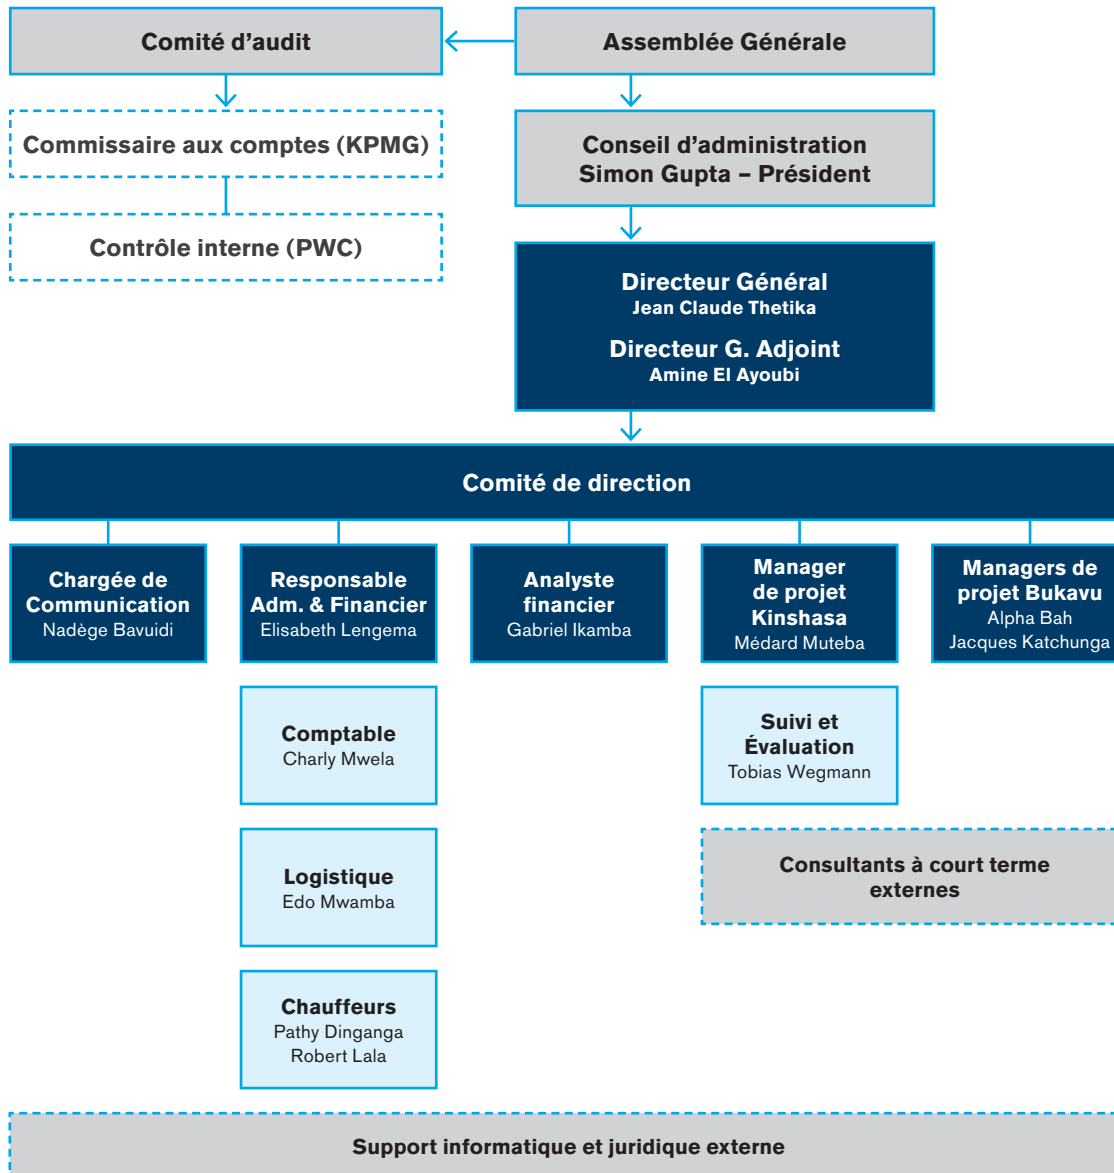 Comité d’audit
Assemblée Générale
Commissaire aux comptes (KPMG)
Conseil d’administration
Simon Gupta – Président
Contrôle interne (PWC)
Directeur Général
Jean Claude Thetika
Directeur G. Adjoint
Amine El Ayoubi
Comité de direction
Chargée de
Communication
Nadège Bavuidi
Responsable
Adm. & Financier
Elisabeth Lengema
Analyste
financier
Gabriel Ikamba
Manager
de projet
Kinshasa
Médard Muteba
Managers de
projet Bukavu
Alpha Bah
Jacques Katchunga
Comptable
Charly Mwela
Suivi et
Évaluation
Tobias Wegmann
Logistique
Edo Mwamba
Consultants à court terme
externes
Chauffeurs
Pathy Dinganga
Robert Lala
Support informatique et juridique externe